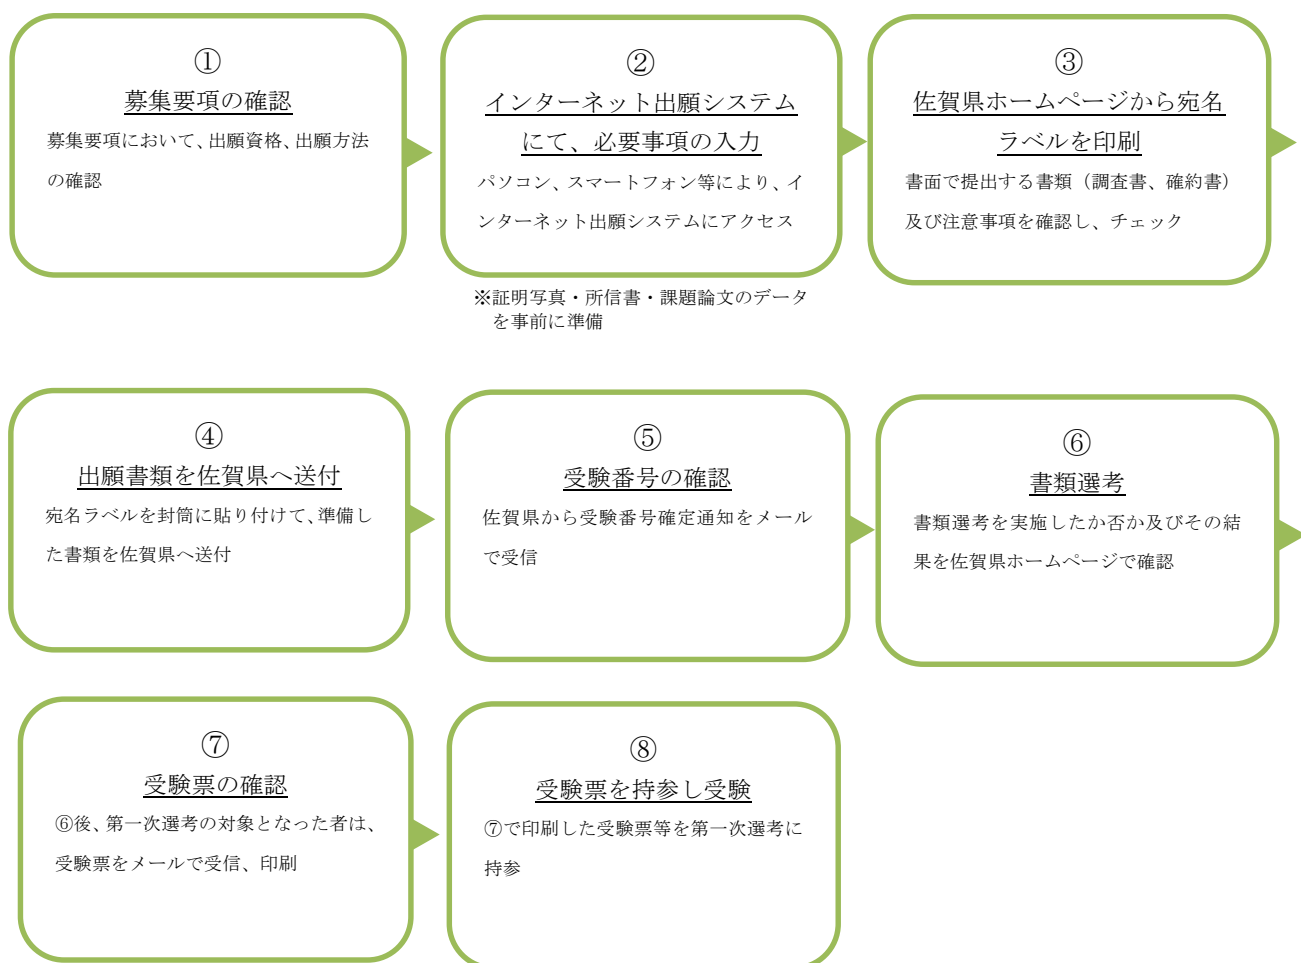 ①
募集要項の確認
募集要項において、出願資格、出願方法
の確認
②
インターネット出願システム
にて、必要事項の入力
パソコン、スマートフォン等により、イ
ンターネット出願システムにアクセス
※証明写真・所信書・課題論文のデータ
を事前に準備
③
佐賀県ホームページから宛名
ラベルを印刷
書面で提出する書類（調査書、確約書）
及び注意事項を確認し、チェック
④
出願書類を佐賀県へ送付
宛名ラベルを封筒に貼り付けて、準備し
た書類を佐賀県へ送付
⑤
受験番号の確認
佐賀県から受験番号確定通知をメール
で受信
⑥
書類選考
書類選考を実施したか否か及びその結
果を佐賀県ホームページで確認
⑦
受験票の確認
⑥後、第一次選考の対象となった者は、
受験票をメールで受信、印刷
⑧
受験票を持参し受験
⑦で印刷した受験票等を第一次選考に
持参